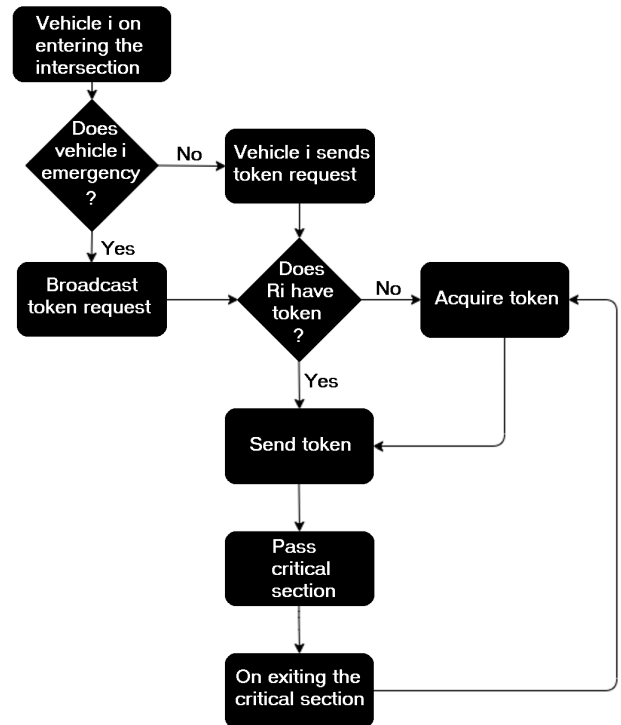 Vehicle i on
entering the
intersection
Does
vehicle i
emergency
?
No
Vehicle i sends
token request
Yes
Broadcast
token request
Does
Ri have
token
?
No
Acquire token
Yes
Send token
Pass
critical
section
On exiting the
critical section